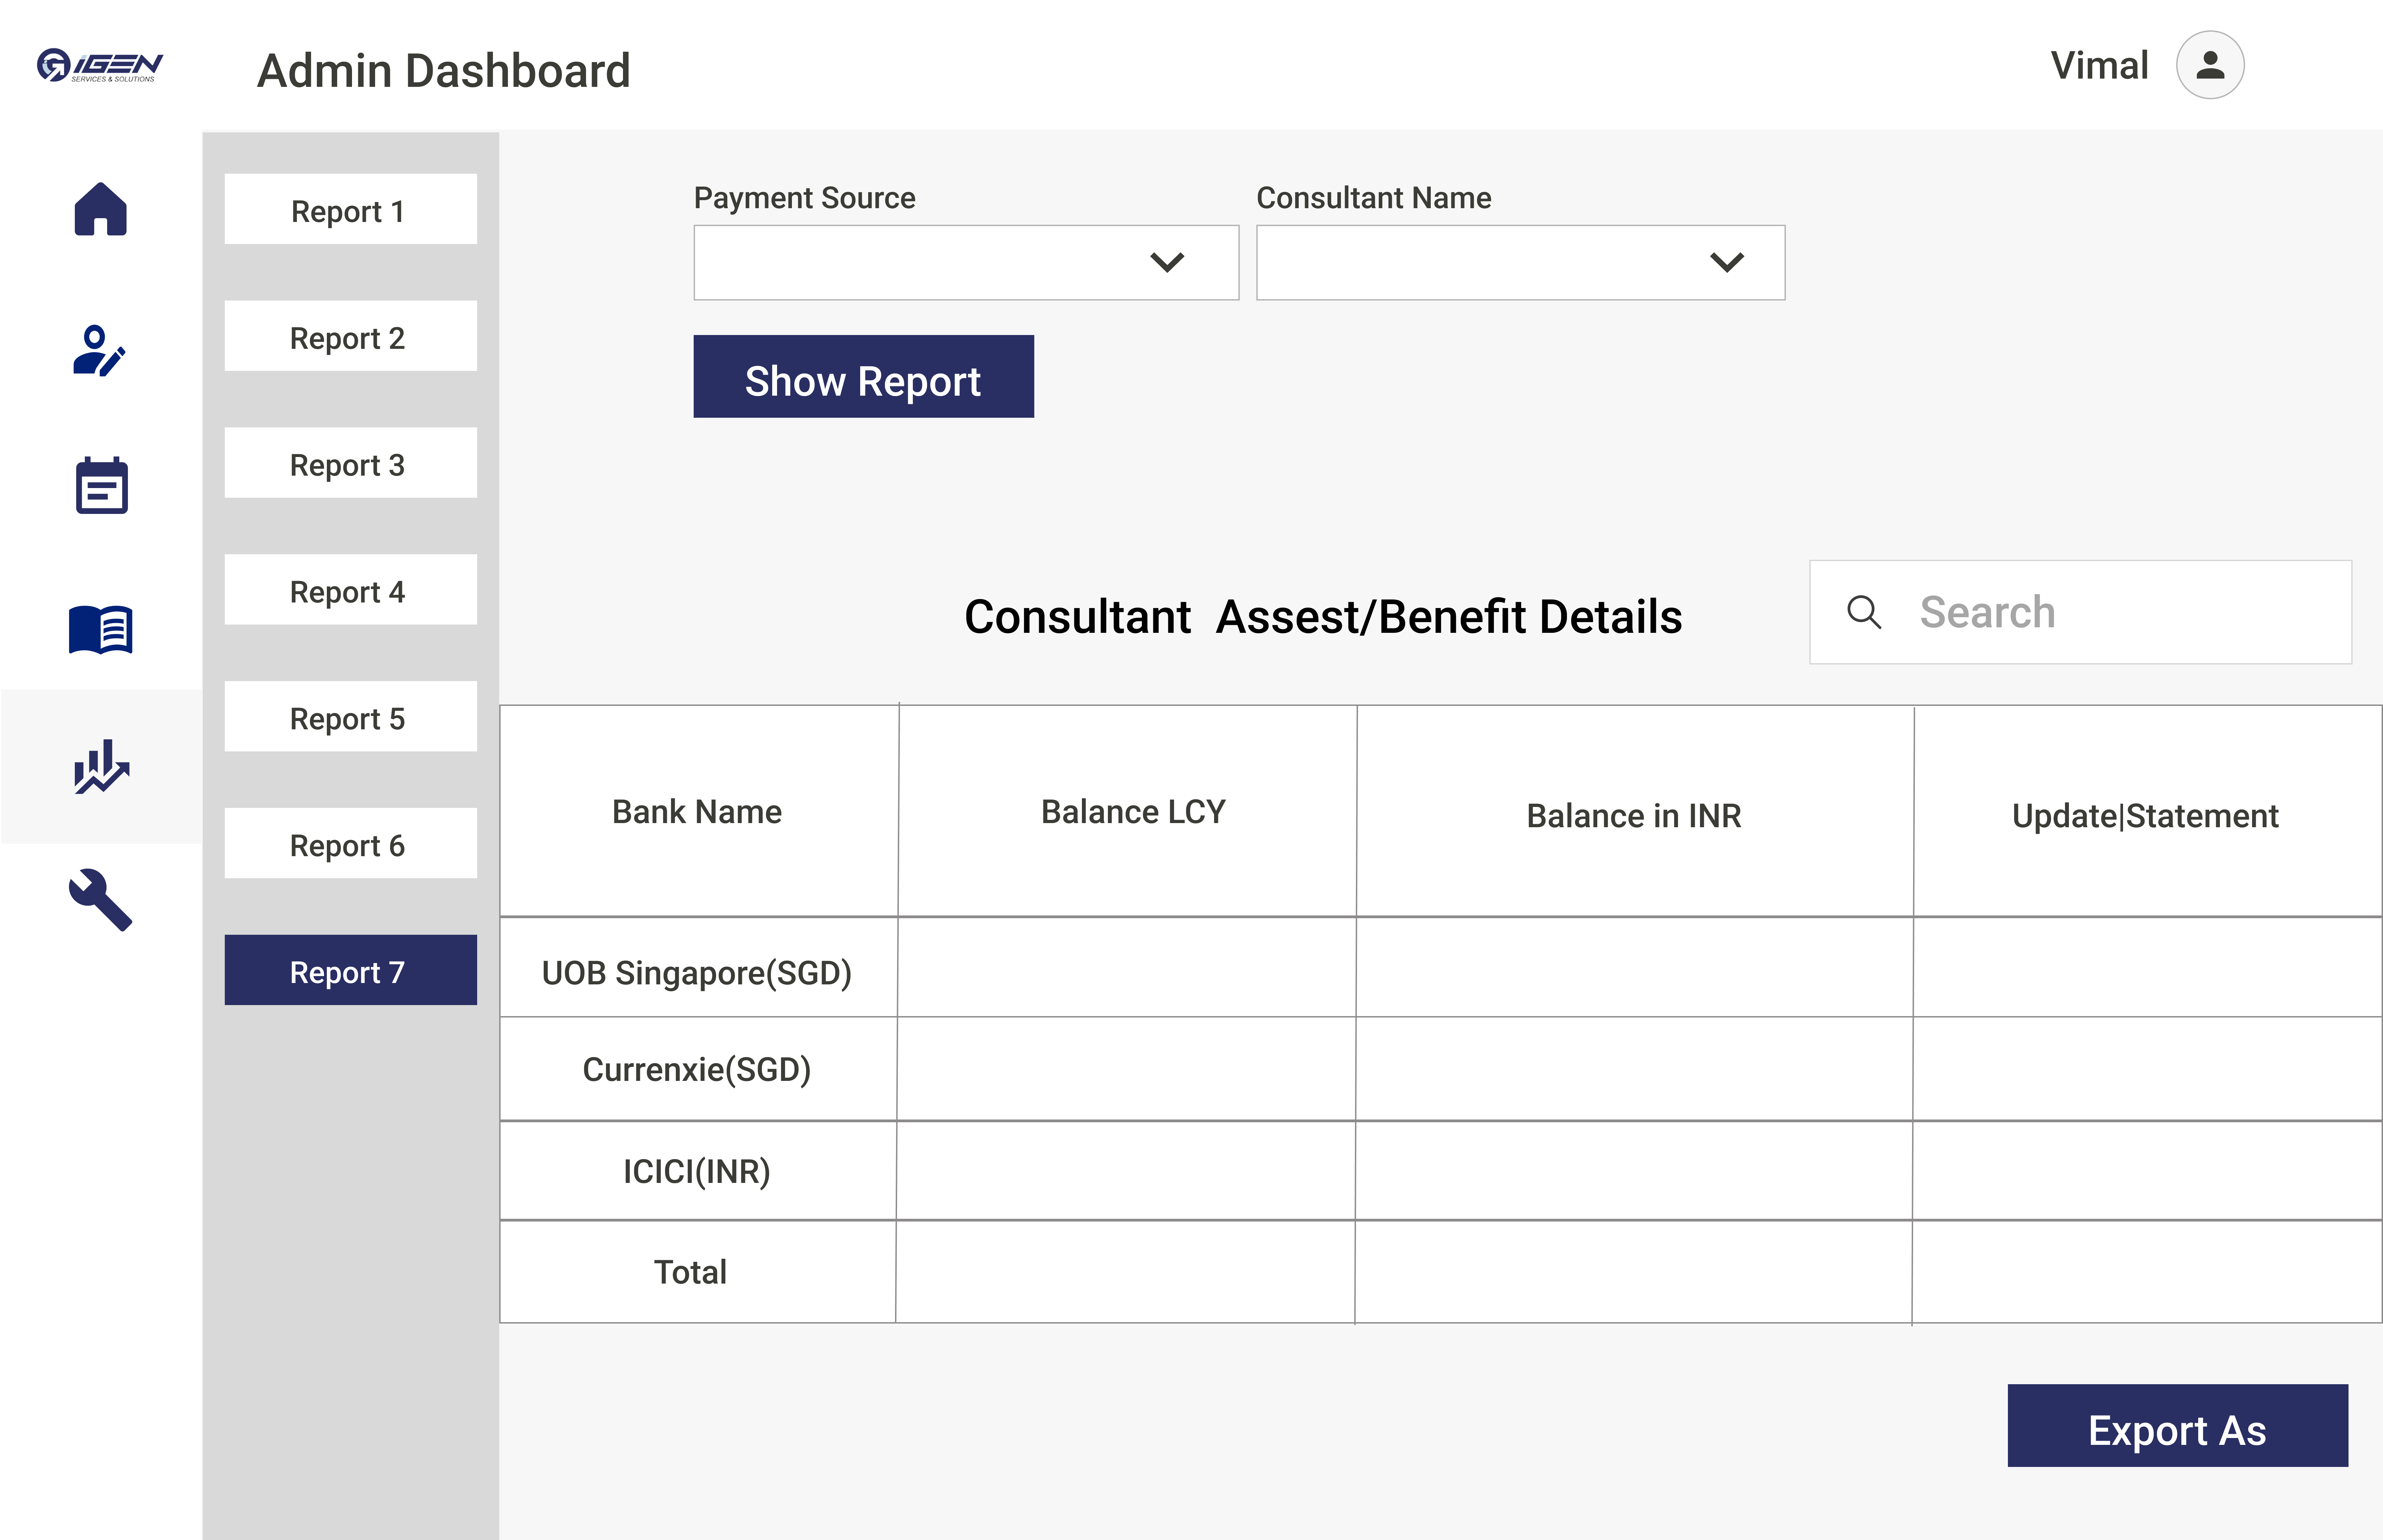 GiGEN
SERVICES & SOLUTIONS
Admin Dashboard
Vimal
Report 1
Report 2
Report 3
Report 4
Report 5
Report 6
Report 7
Payment Source
Consultant Name
Show Report
Consultant Assest/Benefit Details
Search
Bank Name
Balance LCY
Balance in INR
Update|Statement
UOB Singapore(SGD)
Currenxie(SGD)
ICICI(INR)
Total
Export As